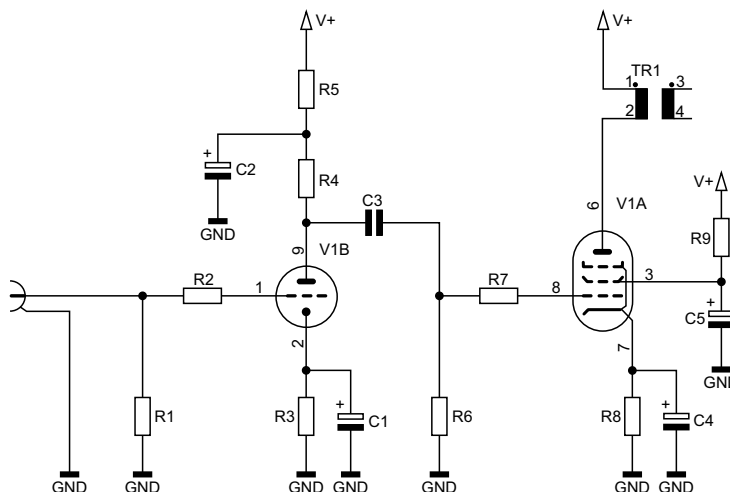 V+
V+
TR1
1
3
2
4
R5
C2
+
R4
C3
GND
6
V1A
V+
R9
9
V1B
R2
1
R7
8
3
C5
+
2
7
GND
R1
R3
+
C1
R6
R8
+
C4
GND
GND
GND
GND
GND
GND
GND